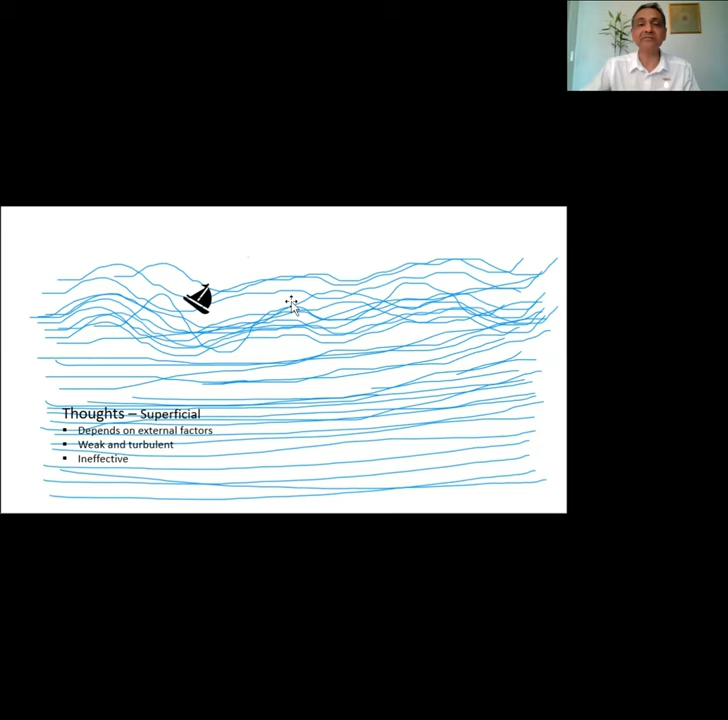 Thoughts – Superficial
▪ Depends on external factors
▪ Weak and turbulent
▪ Ineffective